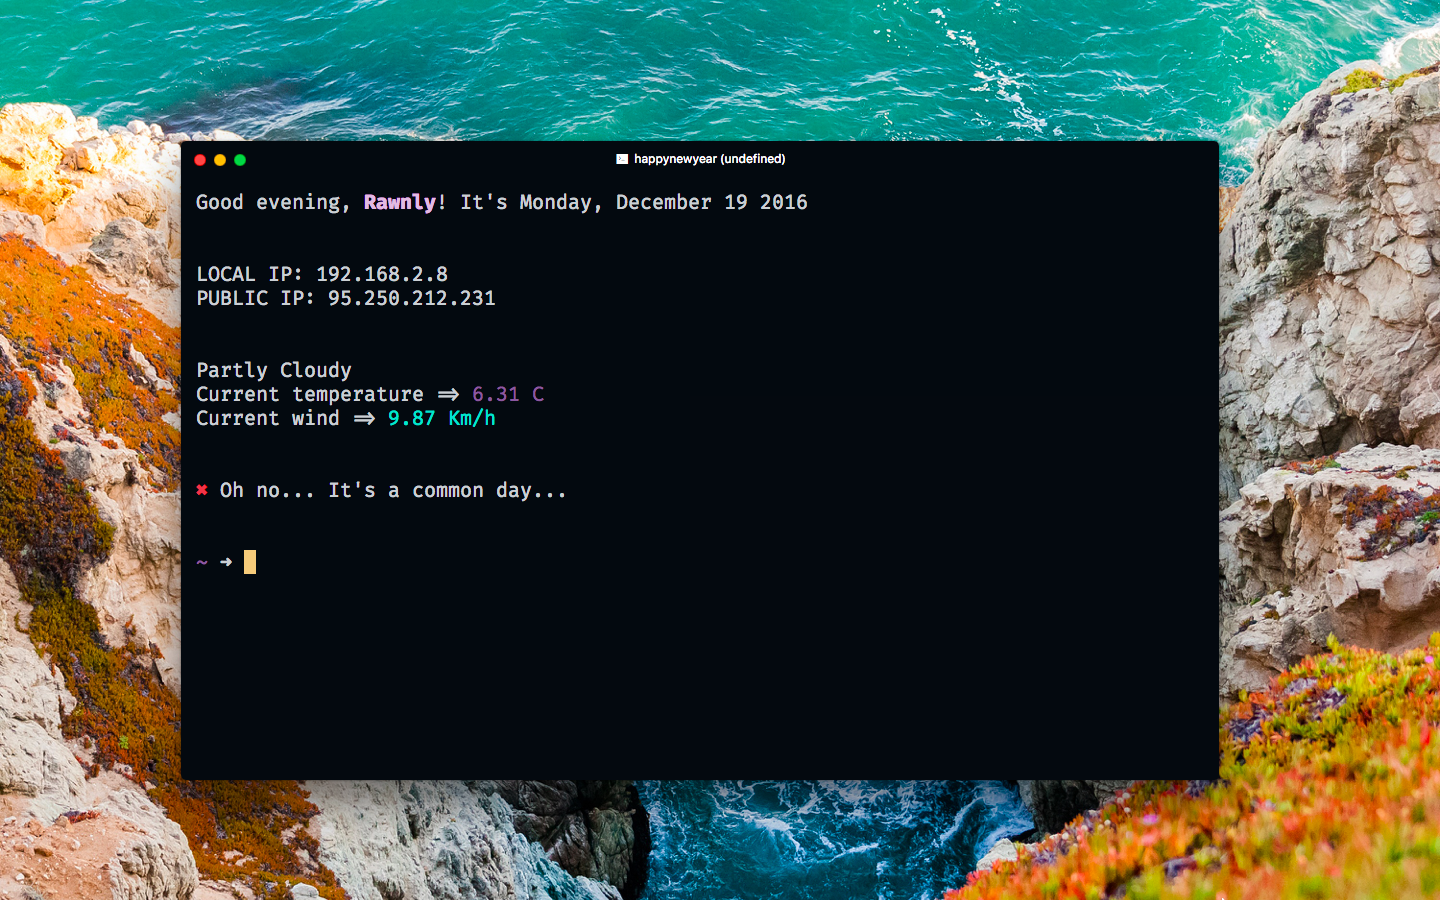 happynewyear (undefined)
Good evening, Rawnly! It's Monday, December 19 2016
LOCAL IP: 192.168.2.8
PUBLIC IP: 95.250.212.231
Partly Cloudy
Current temperature ⇒ 6.31 C
Current wind ⇒ 9.87 Km/h
✖ Oh no... It's a common day...
~ ➜